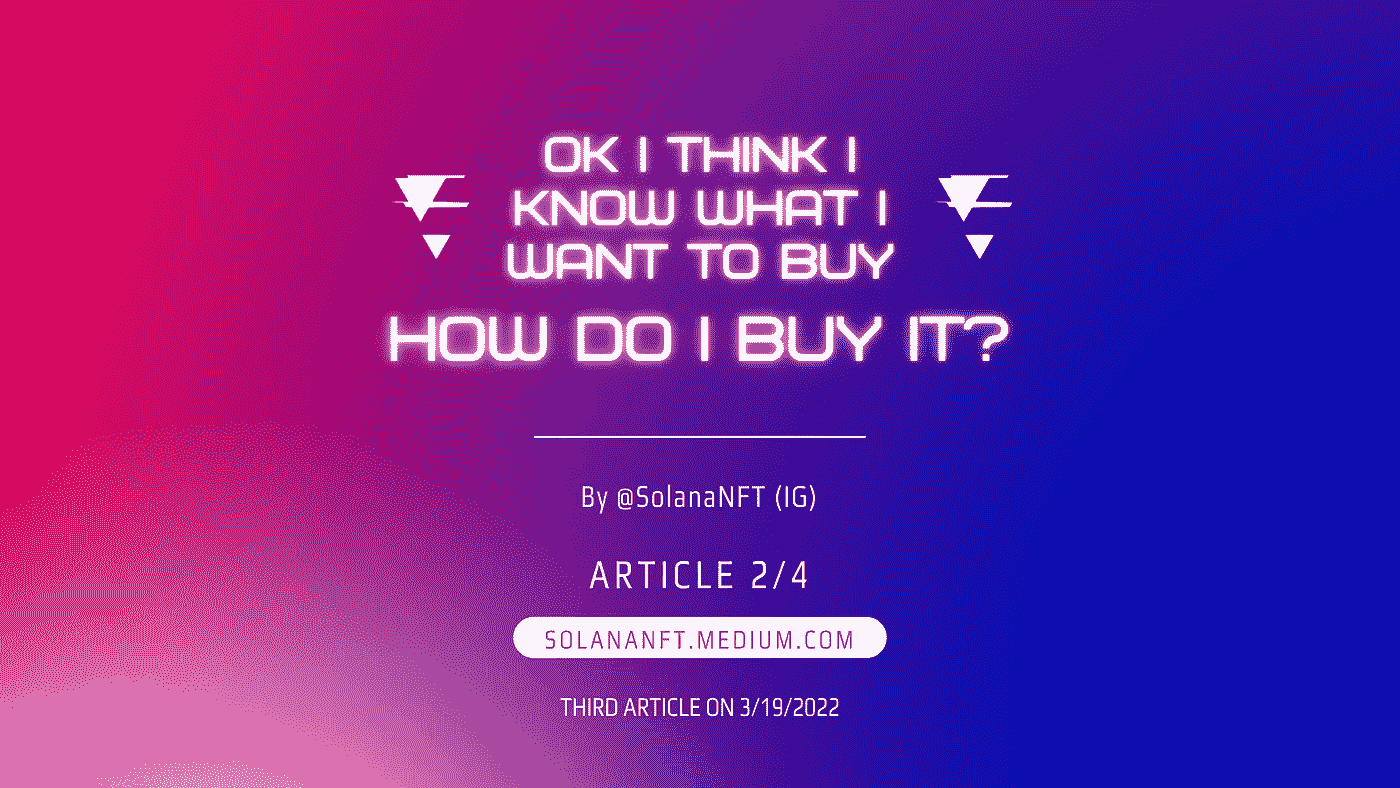 OK I THINK I
KNOW WHAT I
WANT TO BUY
HOW DO I BUY IT?
By @SolanaNFT (IG)
ARTICLE 2/4
SOLANANFT.MEDIUM.COM
THIRD ARTICLE ON 3/19/2022